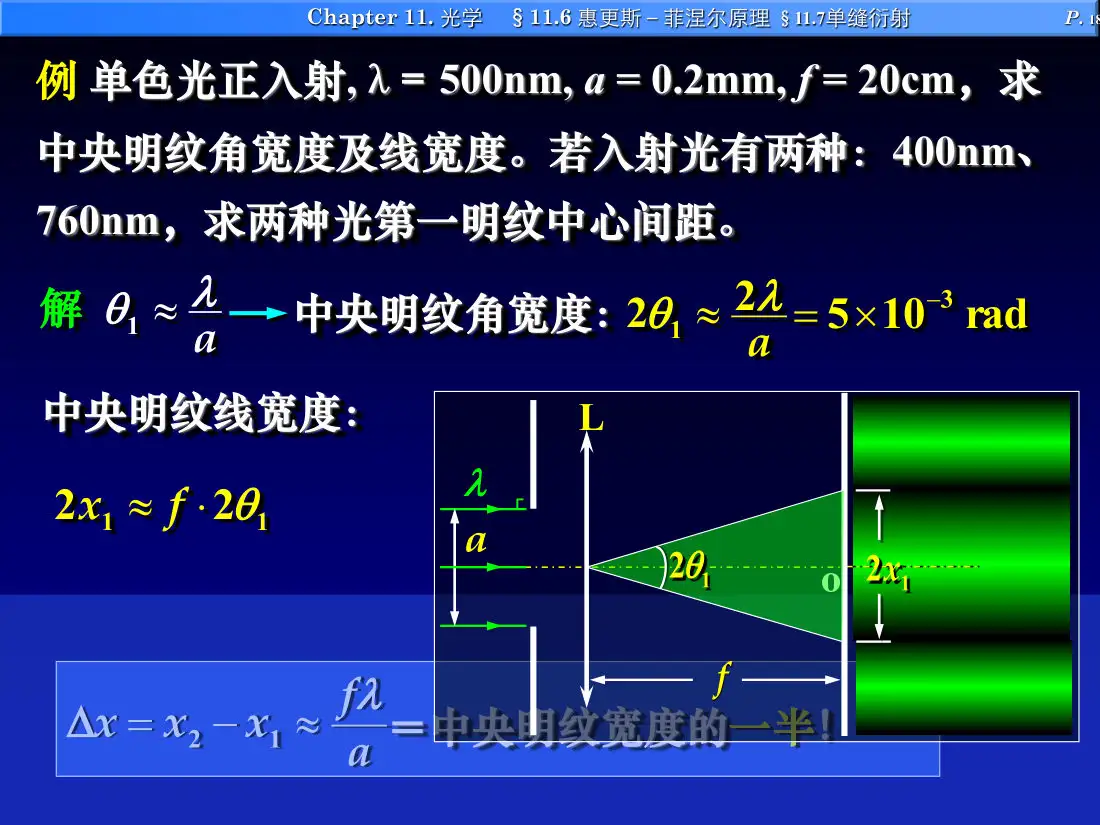 Chapter 11. 光学 §11.6 惠更斯 – 菲涅尔原理 §11.7单缝衍射 P. 18
例 单色光正入射, λ = 500nm, a = 0.2mm, f = 20cm，求
中央明纹角宽度及线宽度。若入射光有两种：400nm、
760nm，求两种光第一明纹中心间距。
解 θ₁ ≈ λ/a → 中央明纹角宽度：2θ₁ ≈ 2λ/a = 5×10⁻³ rad
中央明纹线宽度：
2x₁ ≈ f · 2θ₁
L
λ
a
2θ₁
o
2x₁
f
Δx = x₂ − x₁ ≈ fλ/a = 中央明纹宽度的一半！